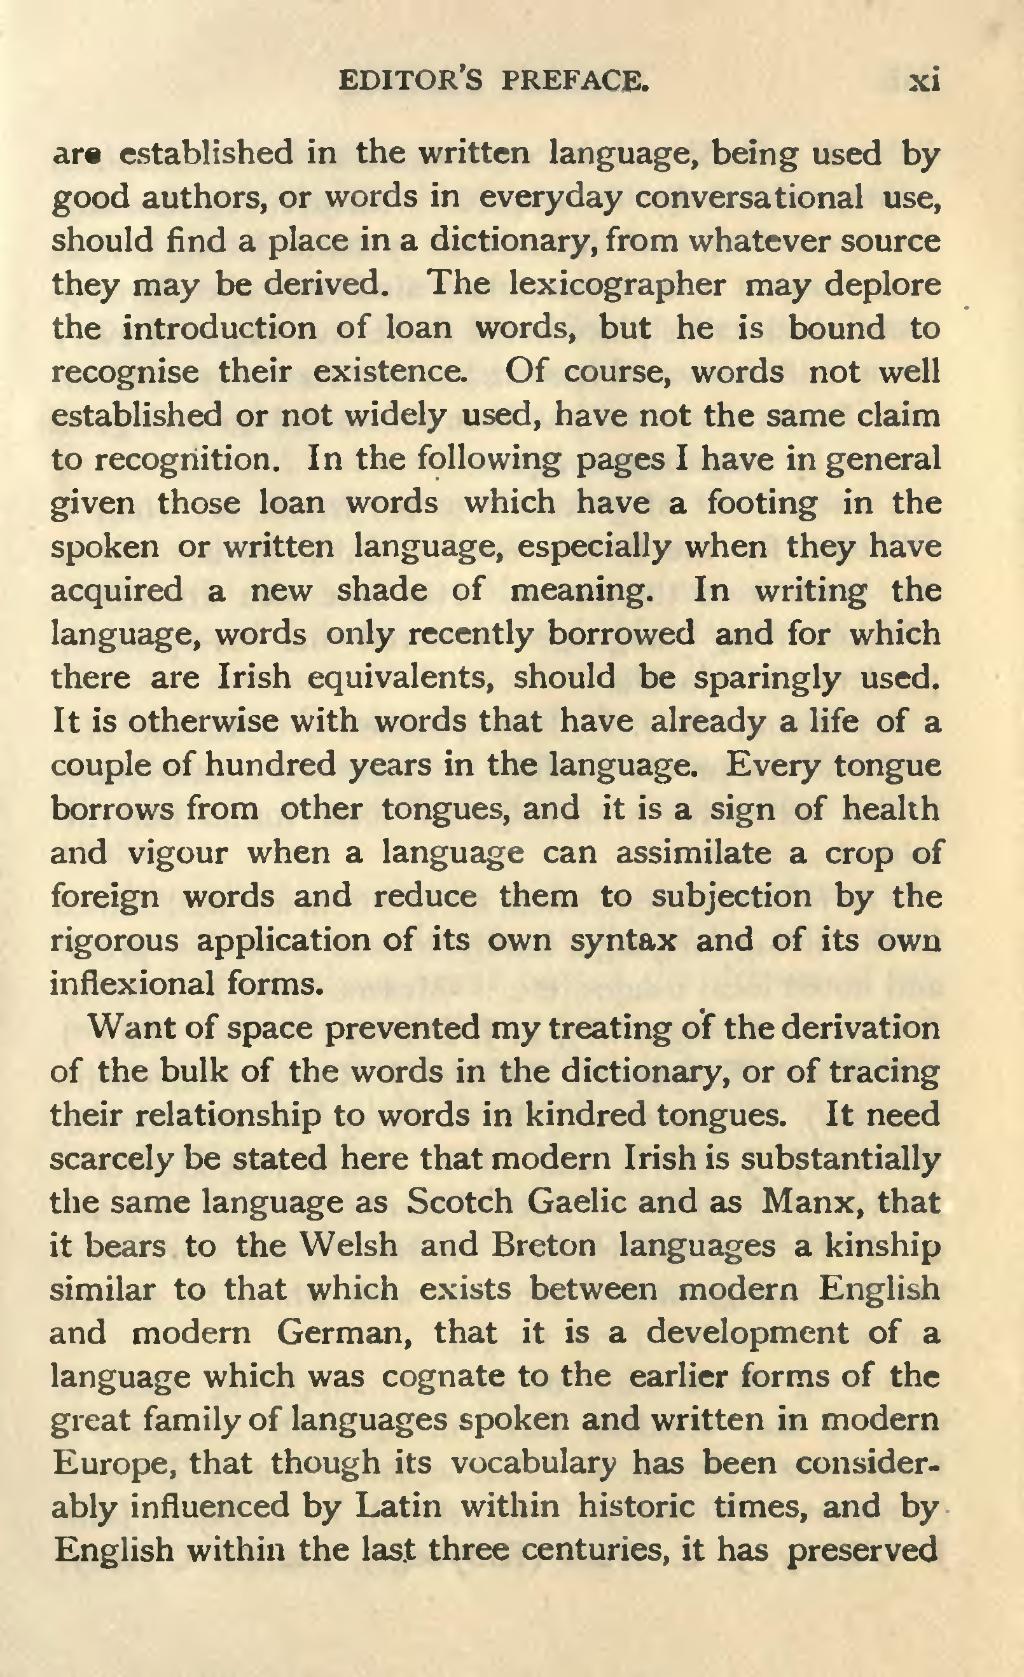 EDITOR'S PREFACE. xi
are established in the written language, being used by
good authors, or words in everyday conversational use,
should find a place in a dictionary, from whatever source
they may be derived. The lexicographer may deplore
the introduction of loan words, but he is bound to
recognise their existence. Of course, words not well
established or not widely used, have not the same claim
to recognition. In the following pages I have in general
given those loan words which have a footing in the
spoken or written language, especially when they have
acquired a new shade of meaning. In writing the
language, words only recently borrowed and for which
there are Irish equivalents, should be sparingly used.
It is otherwise with words that have already a life of a
couple of hundred years in the language. Every tongue
borrows from other tongues, and it is a sign of health
and vigour when a language can assimilate a crop of
foreign words and reduce them to subjection by the
rigorous application of its own syntax and of its own
inflexional forms.
Want of space prevented my treating of the derivation
of the bulk of the words in the dictionary, or of tracing
their relationship to words in kindred tongues. It need
scarcely be stated here that modern Irish is substantially
the same language as Scotch Gaelic and as Manx, that
it bears to the Welsh and Breton languages a kinship
similar to that which exists between modern English
and modern German, that it is a development of a
language which was cognate to the earlier forms of the
great family of languages spoken and written in modern
Europe, that though its vocabulary has been consider-
ably influenced by Latin within historic times, and by
English within the last three centuries, it has preserved